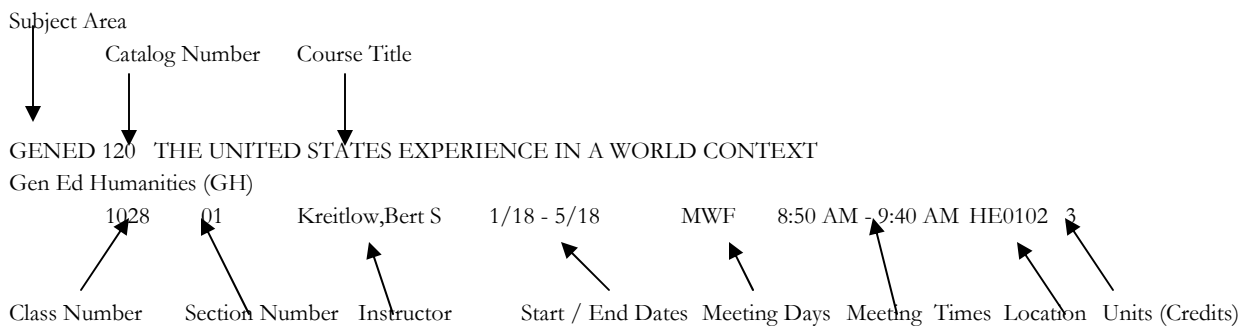 Subject Area
Catalog Number Course Title
GENED 120 THE UNITED STATES EXPERIENCE IN A WORLD CONTEXT
Gen Ed Humanities (GH)
1028 01 Kreitlow,Bert S 1/18 - 5/18 MWF 8:50 AM - 9:40 AM HE0102 3
Class Number Section Number Instructor Start / End Dates Meeting Days Meeting Times Location Units (Credits)